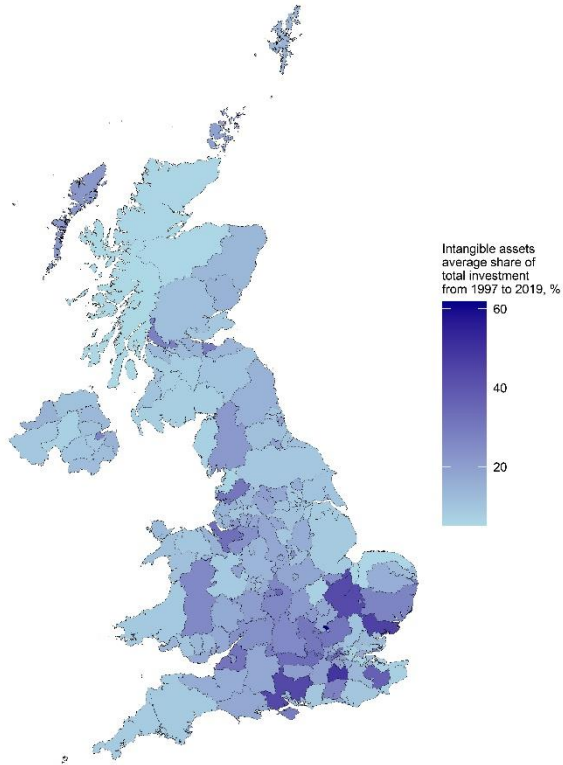 Intangible assets
average share of
total investment
from 1997 to 2019, %
60
40
20